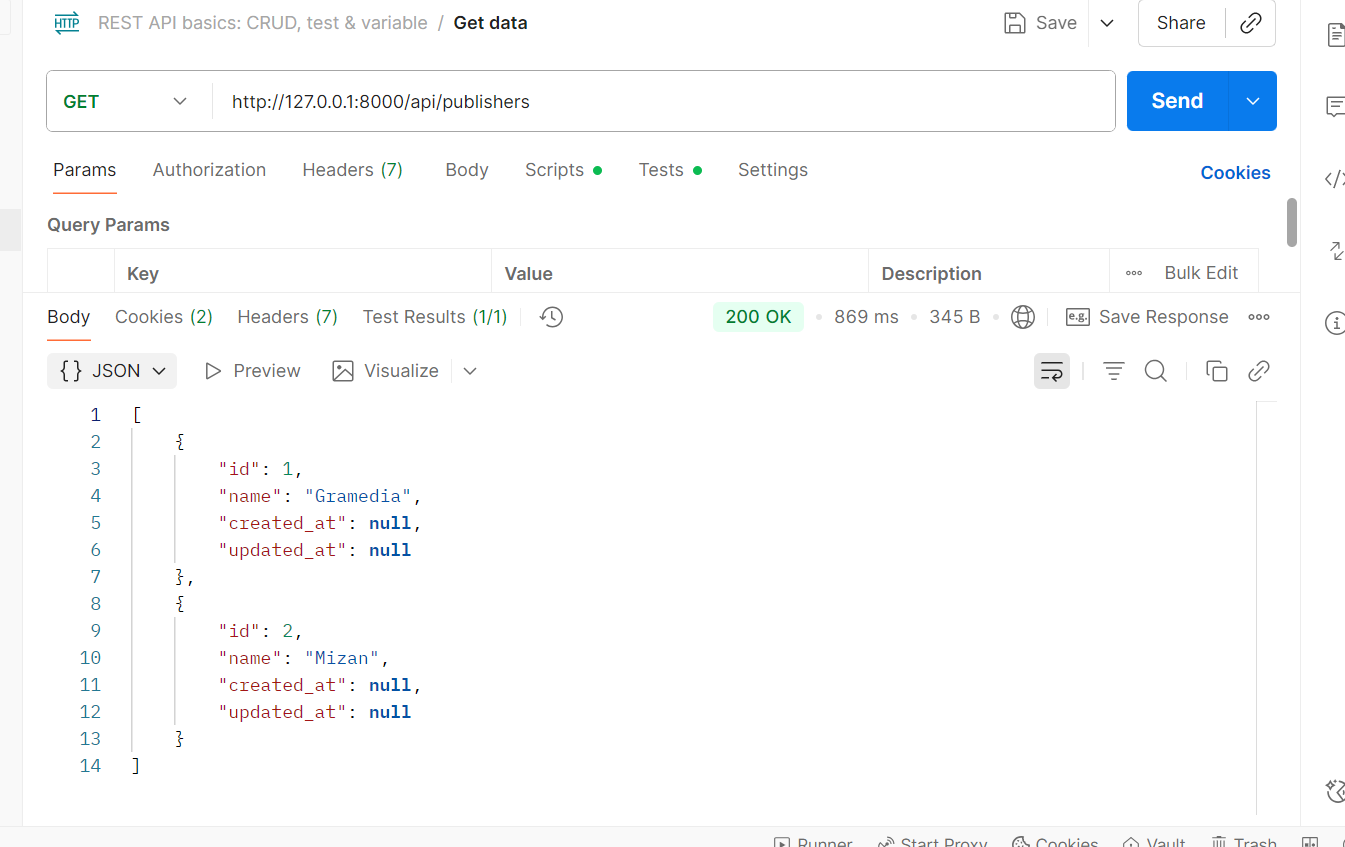 HTTP REST API basics: CRUD, test & variable / Get data Save Share
GET http://127.0.0.1:8000/api/publishers Send
Params Authorization Headers (7) Body Scripts Tests Settings Cookies
Query Params
Key Value Description Bulk Edit
Body Cookies (2) Headers (7) Test Results (1/1) 200 OK • 869 ms • 345 B • e.g. Save Response
{} JSON Preview Visualize
1 [
2 {
3 "id": 1,
4 "name": "Gramedia",
5 "created_at": null,
6 "updated_at": null
7 },
8 {
9 "id": 2,
10 "name": "Mizan",
11 "created_at": null,
12 "updated_at": null
13 }
14 ]
Runner Start Proxy Cookies Vault Trash